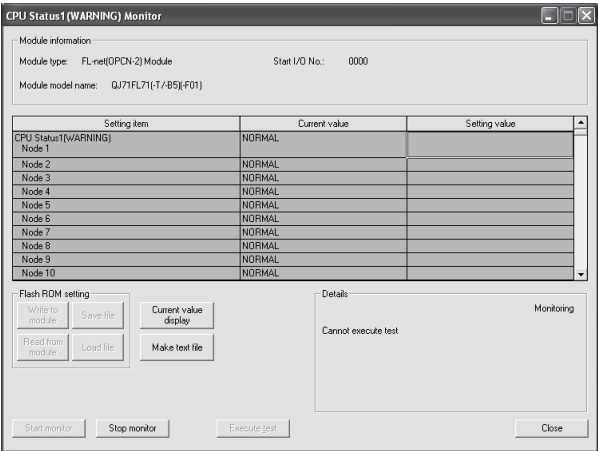 CPU Status1(WARNING) Monitor
Module information
Module type: FL-net(OPCN-2) Module Start I/O No.: 0000
Module model name: QJ71FL71(-T/-B5)(-F01)
Setting item Current value Setting value
CPU Status1(WARNING)
Node 1 NORMAL
Node 2 NORMAL
Node 3 NORMAL
Node 4 NORMAL
Node 5 NORMAL
Node 6 NORMAL
Node 7 NORMAL
Node 8 NORMAL
Node 9 NORMAL
Node 10 NORMAL
Flash ROM setting
Write to
module
Save file
Read from
module
Load file
Current value
display
Make text file
Details
Monitoring
Cannot execute test
Start monitor Stop monitor Execute test Close